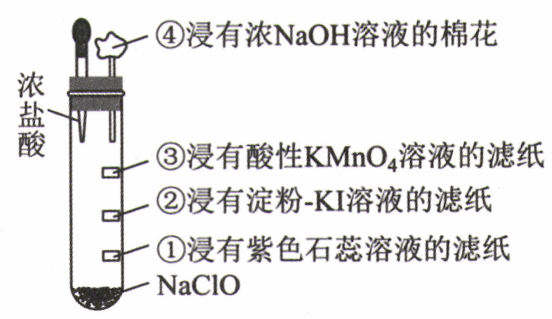 ④浸有浓NaOH溶液的棉花
浓盐酸
③浸有酸性KMnO₄溶液的滤纸
②浸有淀粉-KI溶液的滤纸
①浸有紫色石蕊溶液的滤纸
NaClO